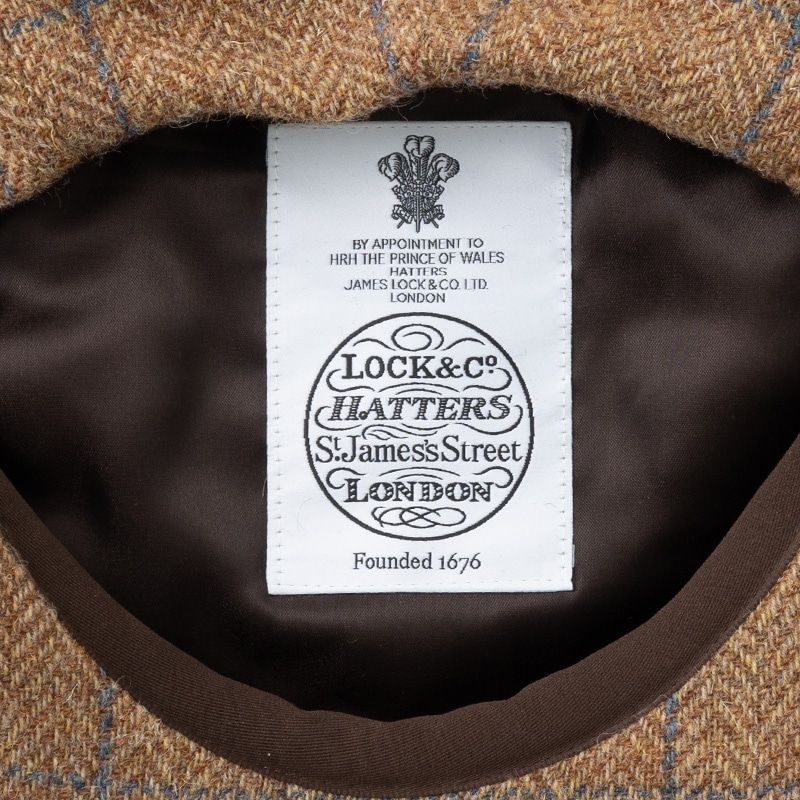 BY APPOINTMENT TO
HRH THE PRINCE OF WALES
HATTERS
JAMES LOCK & CO. LTD.
LONDON
LOCK & Co.
HATTERS
St. James's Street
LONDON
Founded 1676